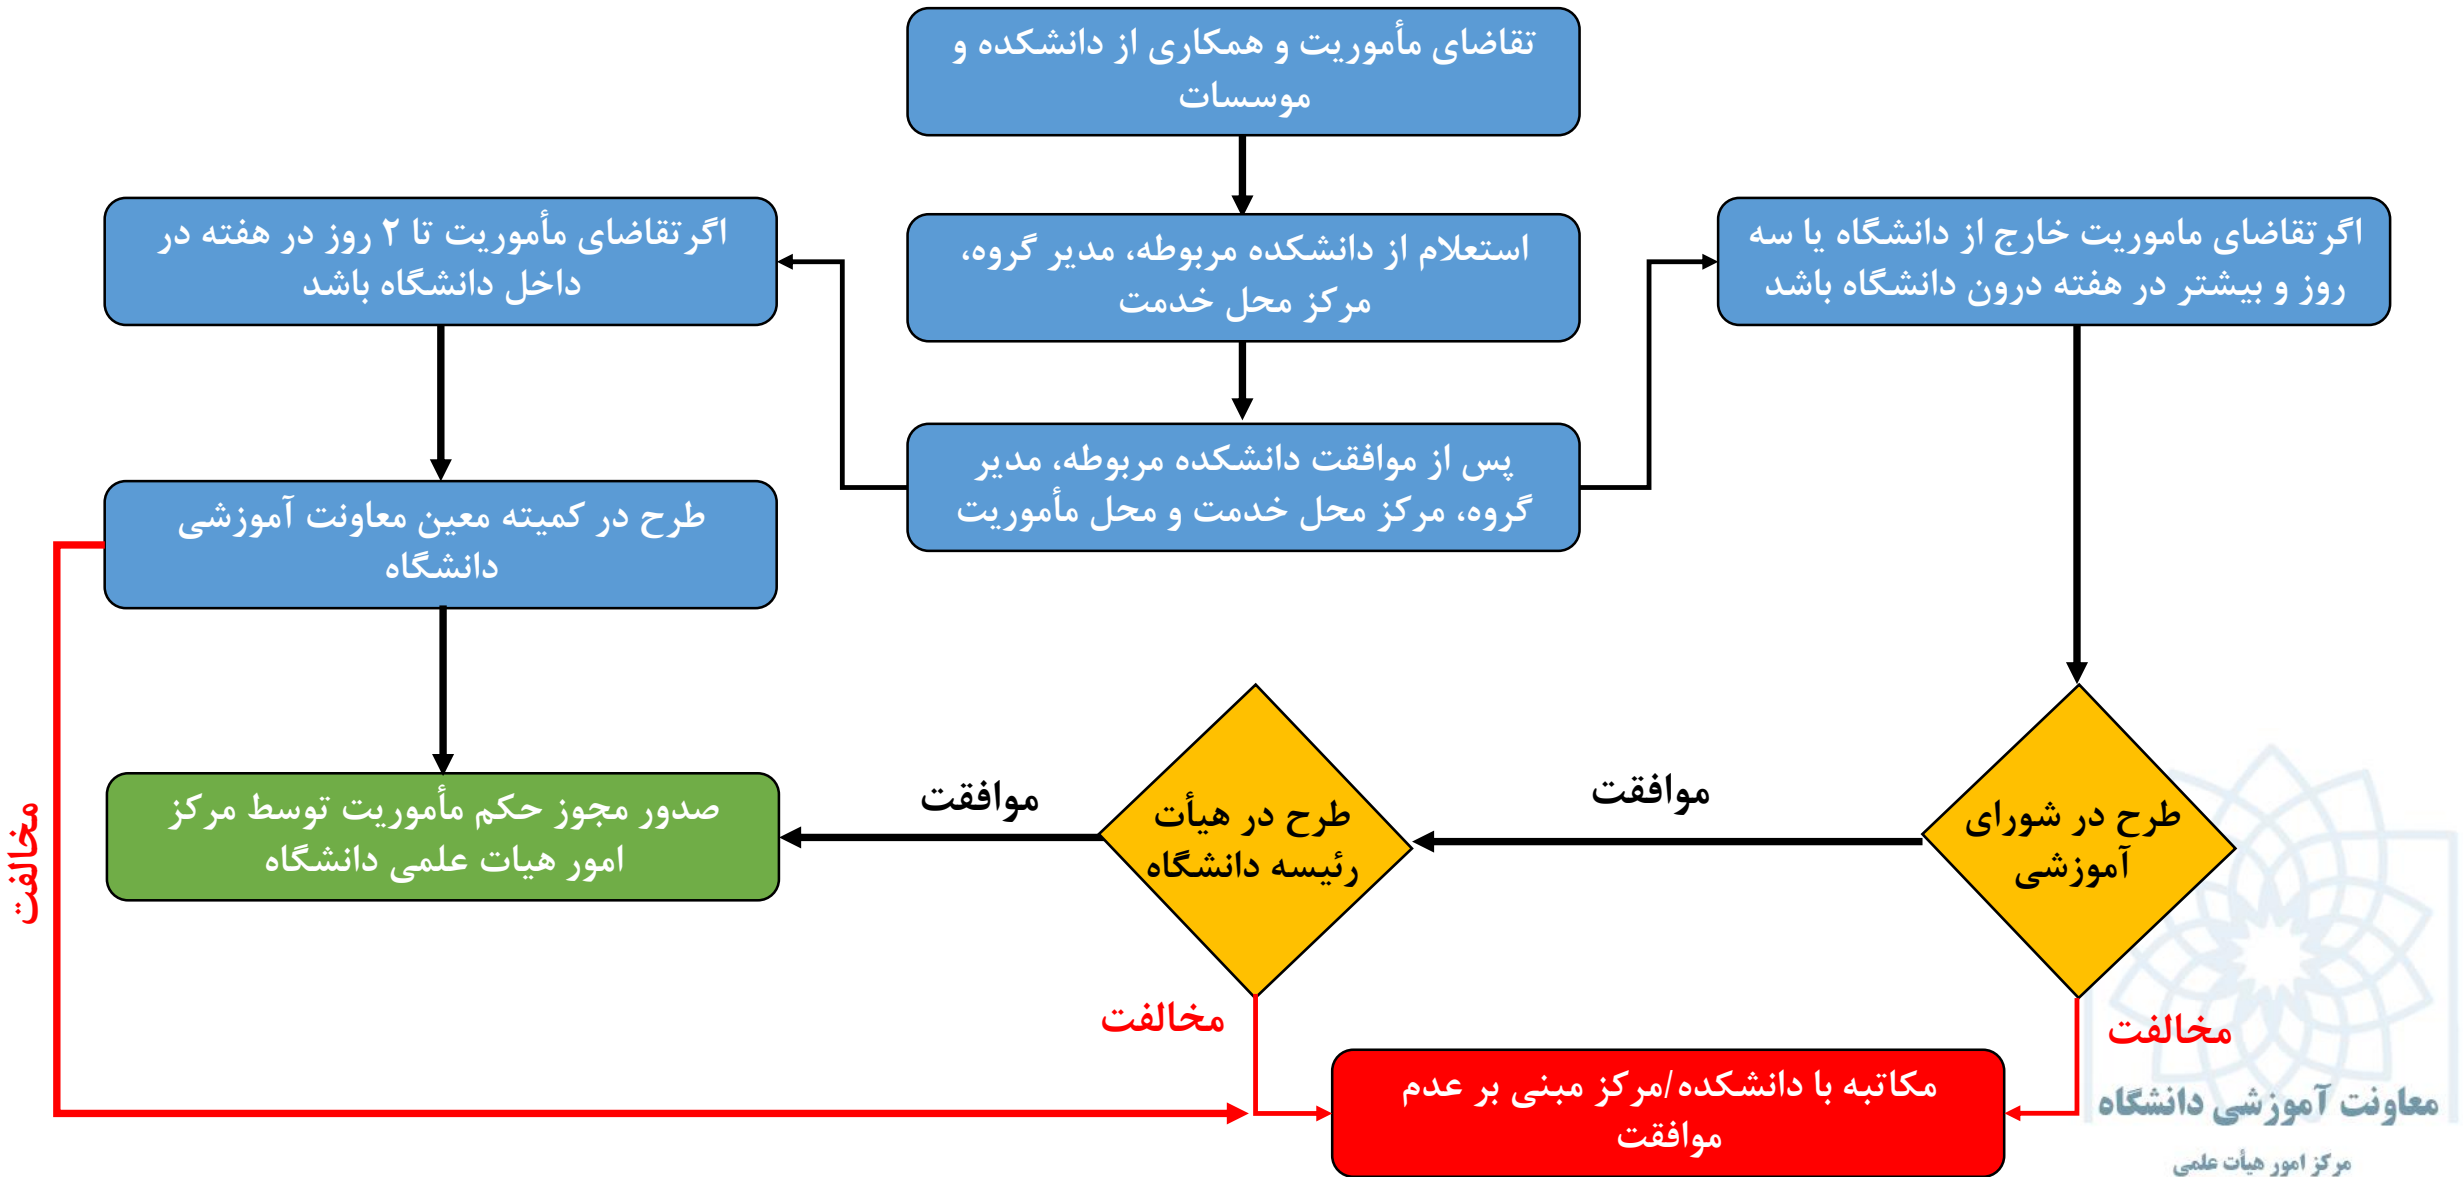 تقاضای مأموریت و همکاری از دانشکده و
موسسات
استعلام از دانشکده مربوطه، مدیر گروه،
مرکز محل خدمت
پس از موافقت دانشکده مربوطه، مدیر
گروه، مرکز محل خدمت و محل مأموریت
اگرتقاضای ماموریت خارج از دانشگاه یا سه
روز و بیشتر در هفته درون دانشگاه باشد
اگرتقاضای مأموریت تا ۲ روز در هفته در
داخل دانشگاه باشد
طرح در کمیته معین معاونت آموزشی
دانشگاه
طرح در شورای
آموزشی
موافقت
طرح در هیأت
رئیسه دانشگاه
موافقت
صدور مجوز حکم مأموریت توسط مرکز
امور هیات علمی دانشگاه
مخالفت
مخالفت
مخالفت
مکاتبه با دانشکده/مرکز مبنی بر عدم
موافقت
معاونت آموزشی دانشگاه
مرکز امور هیأت علمی